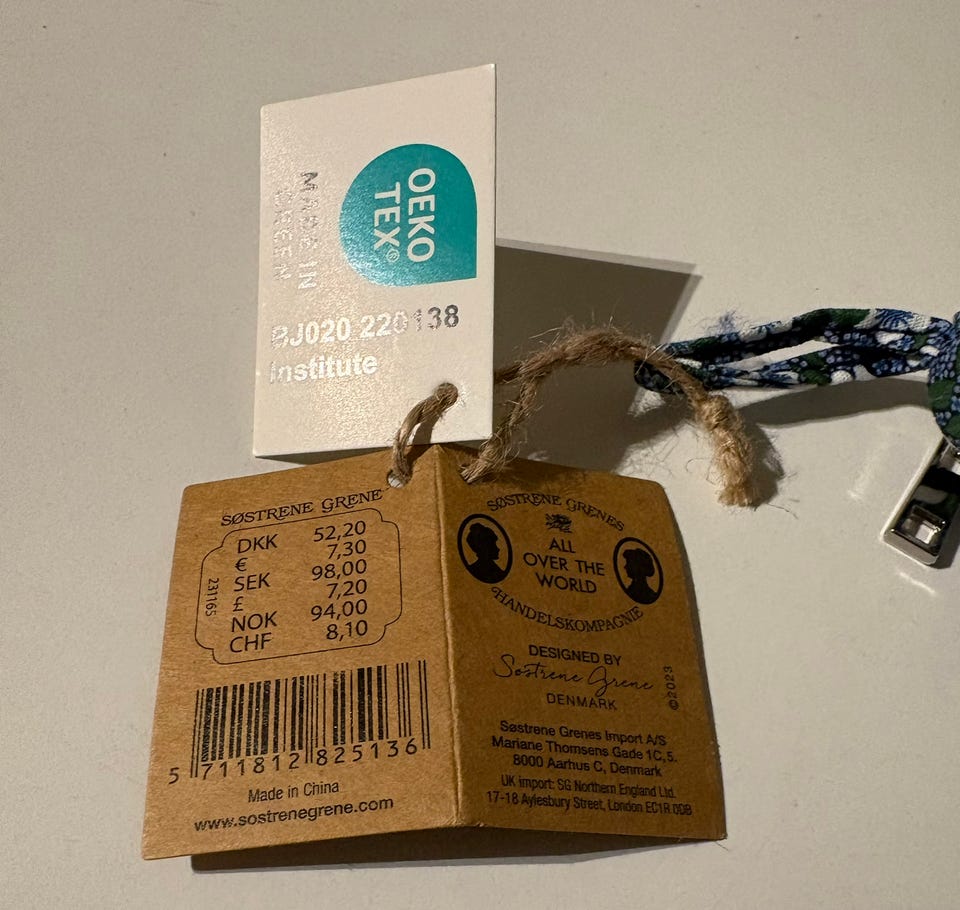 OEKO
TEX®
MADE IN
GREEN
BJ020 220138
Institute
SØSTRENE GRENE
DKK 52,20
€ 7,30
SEK 98,00
£ 7,20
NOK 94,00
CHF 8,10
231165
5 711812 825136
Made in China
www.sostrenegrene.com
SØSTRENE GRENES
ALL
OVER THE
WORLD
HANDELSKOMPAGNIE
DESIGNED BY
Søstrene Grene
DENMARK
©2023
Søstrene Grenes Import A/S
Mariane Thomsens Gade 1C, 5.
8000 Aarhus C, Denmark
UK import: SG Northern England Ltd.
17-18 Aylesbury Street, London EC1R 0DB